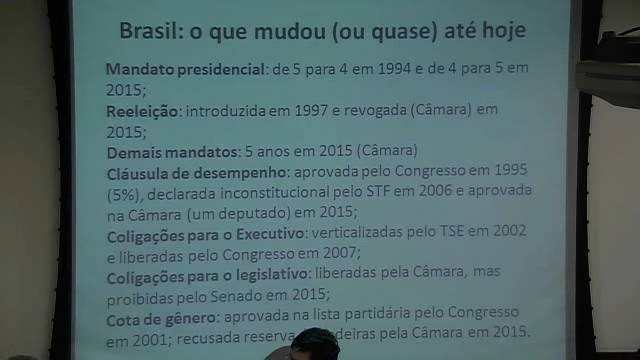 Brasil: o que mudou (ou quase) até hoje
Mandato presidencial: de 5 para 4 em 1994 e de 4 para 5 em
2015;
Reeleição: introduzida em 1997 e revogada (Câmara) em
2015;
Demais mandatos: 5 anos em 2015 (Câmara)
Cláusula de desempenho: aprovada pelo Congresso em 1995
(5%), declarada inconstitucional pelo STF em 2006 e aprovada
na Câmara (um deputado) em 2015;
Coligações para o Executivo: verticalizadas pelo TSE em 2002
e liberadas pelo Congresso em 2007;
Coligações para o legislativo: liberadas pela Câmara, mas
proibidas pelo Senado em 2015;
Cota de gênero: aprovada na lista partidária pelo Congresso
em 2001; recusada reserva pela Câmara em 2015.